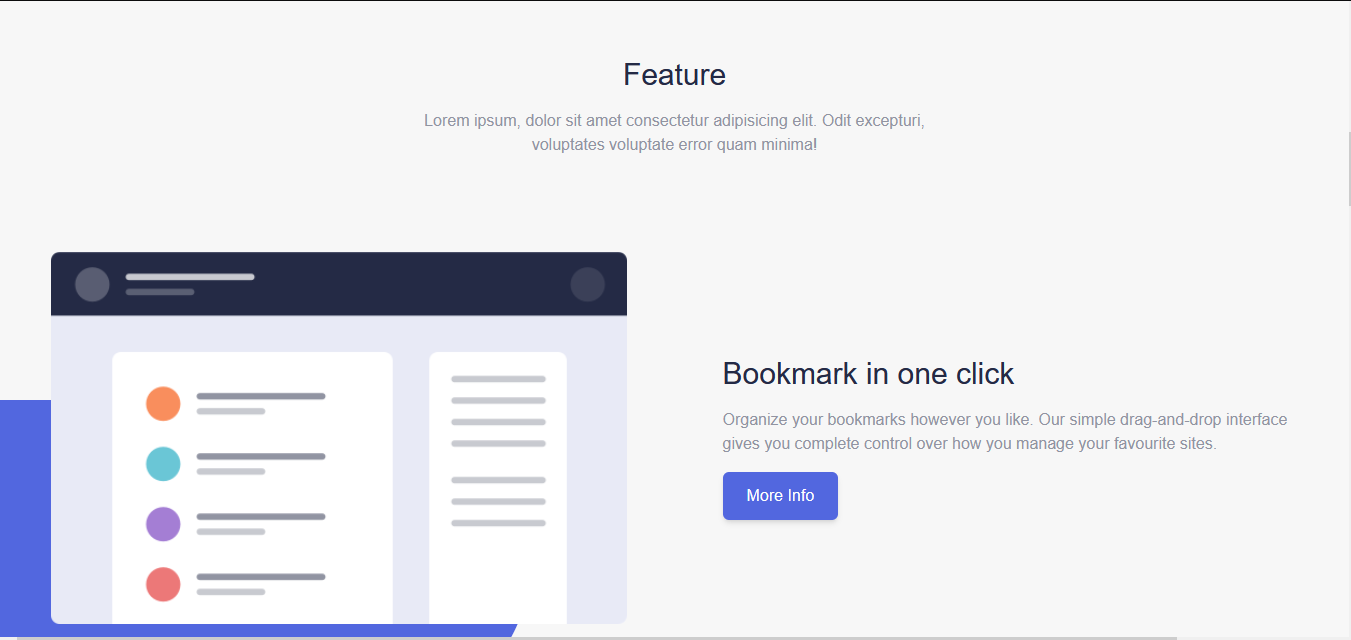 Feature
Lorem ipsum, dolor sit amet consectetur adipisicing elit. Odit excepturi,
voluptates voluptate error quam minima!
Bookmark in one click
Organize your bookmarks however you like. Our simple drag-and-drop interface
gives you complete control over how you manage your favourite sites.
More Info